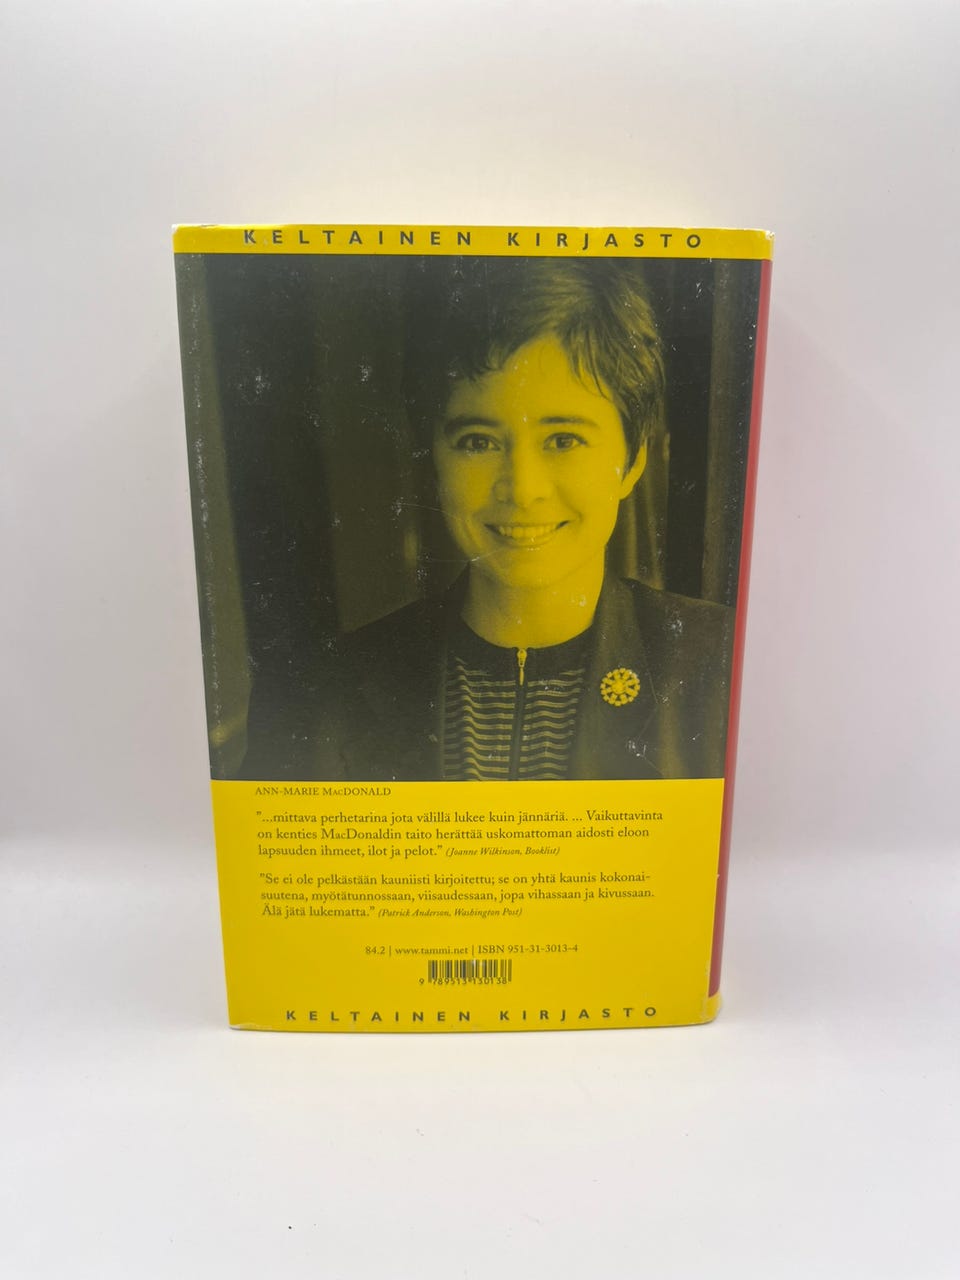 KELTAINEN KIRJASTO
ANN-MARIE MACDONALD
”...mittava perhetarina jota välillä lukee kuin jännäriä. ... Vaikuttavinta
on kenties MacDonaldin taito herättää uskomattoman aidosti eloon
lapsuuden ihmeet, ilot ja pelot.” (Joanne Wilkinson, Booklist)
”Se ei ole pelkästään kauniisti kirjoitettu; se on yhtä kaunis kokonai-
suutena, myötätunnossaan, viisaudessaan, jopa vihassaan ja kivussaan.
Älä jätä lukematta.” (Patrick Anderson, Washington Post)
84.2 | www.tammi.net | ISBN 951-31-3013-4
9 789513 130138
KELTAINEN KIRJASTO